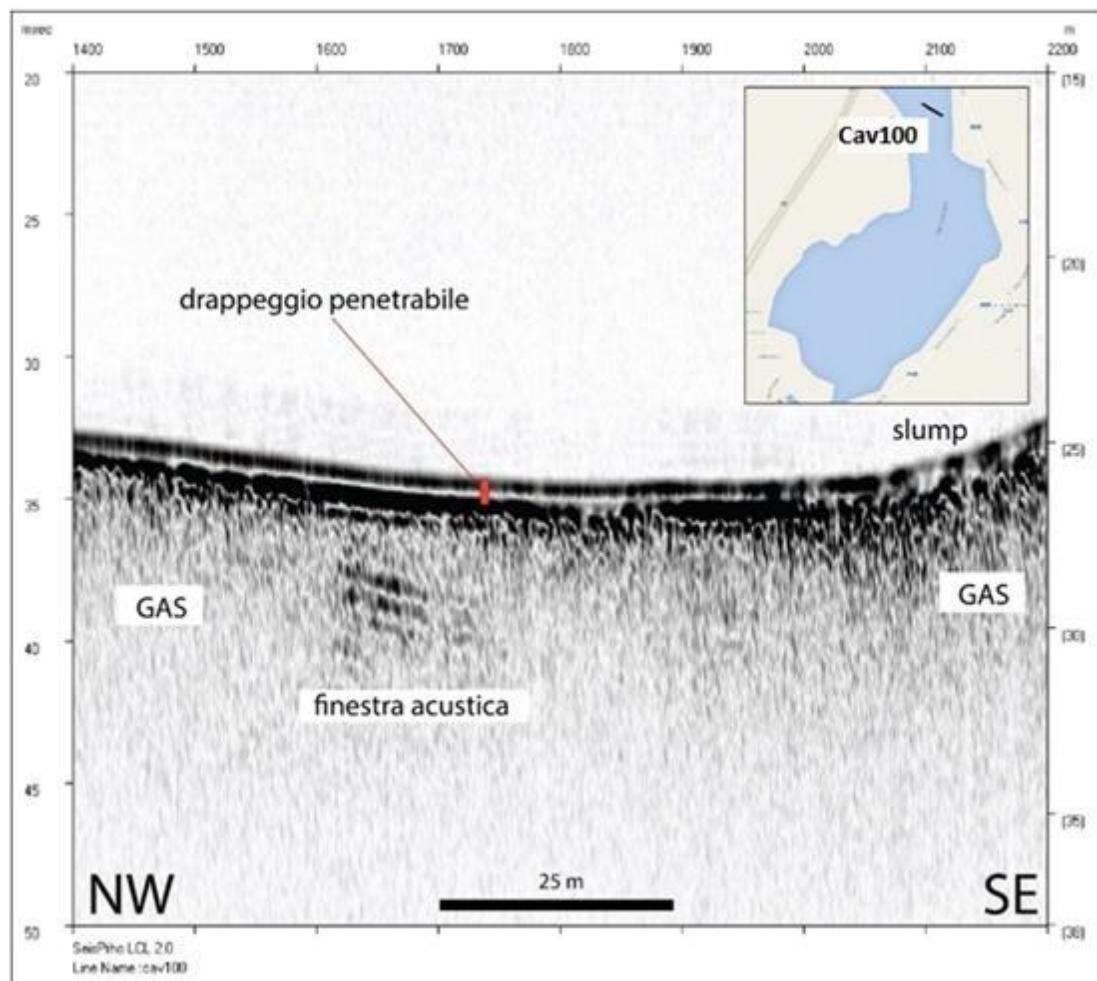 msec
m
1400 1500 1600 1700 1800 1900 2000 2100 2200
20
[15]
Cav100
25
[20]
drappeggio penetrabile
30
slump
[25]
35
GAS
GAS
[30]
40
finestra acustica
45
[35]
NW
25 m
SE
50
[38]
SeisPrho LCL 2.0
Line Name :cav100